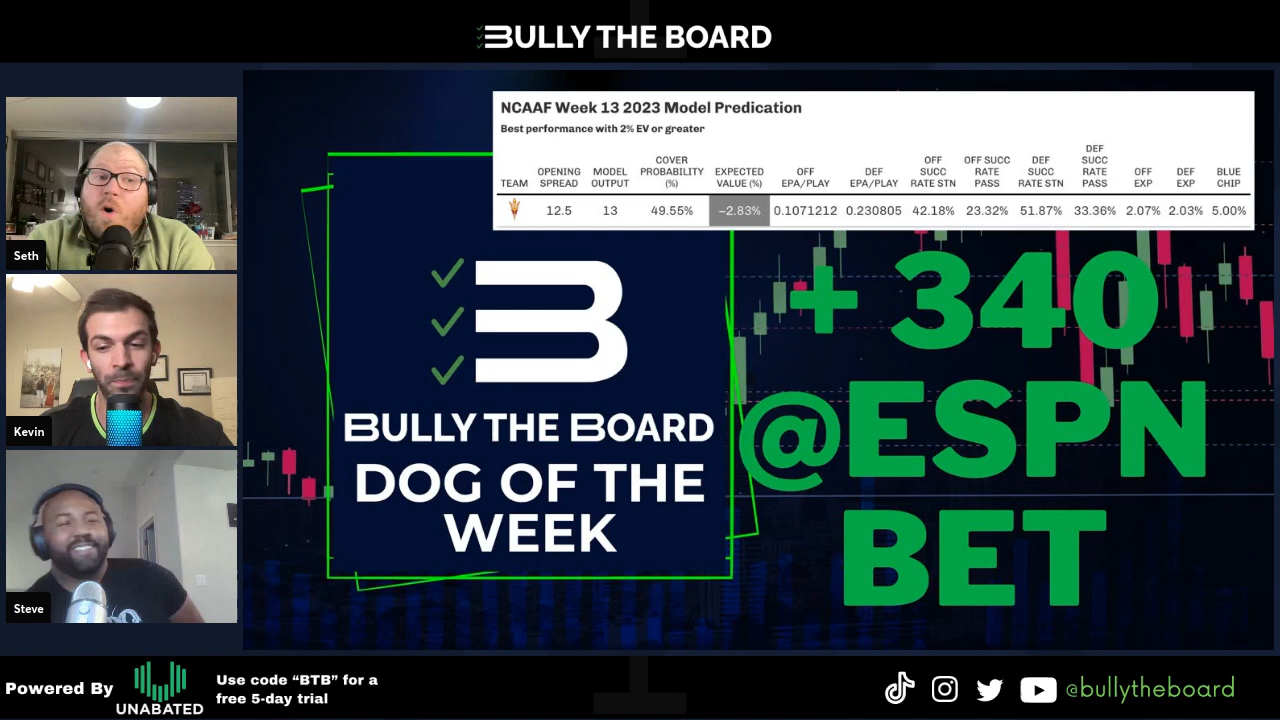 BULLY THE BOARD
NCAAF Week 13 2023 Model Predication
Best performance with 2% EV or greater
TEAM OPENING SPREAD MODEL OUTPUT COVER PROBABILITY (%) EXPECTED VALUE (%) OFF EPA/PLAY DEF EPA/PLAY OFF SUCC RATE STN OFF SUCC RATE PASS DEF SUCC RATE STN DEF SUCC RATE PASS OFF EXP DEF EXP BLUE CHIP
12.5 13 49.55% −2.83% 0.1071212 0.230805 42.18% 23.32% 51.87% 33.36% 2.07% 2.03% 5.00%
Seth
Kevin
Steve
BULLY THE BOARD
DOG OF THE
WEEK
+ 340
@ESPN
BET
Powered By
UNABATED
Use code “BTB” for a
free 5-day trial
@bullytheboard